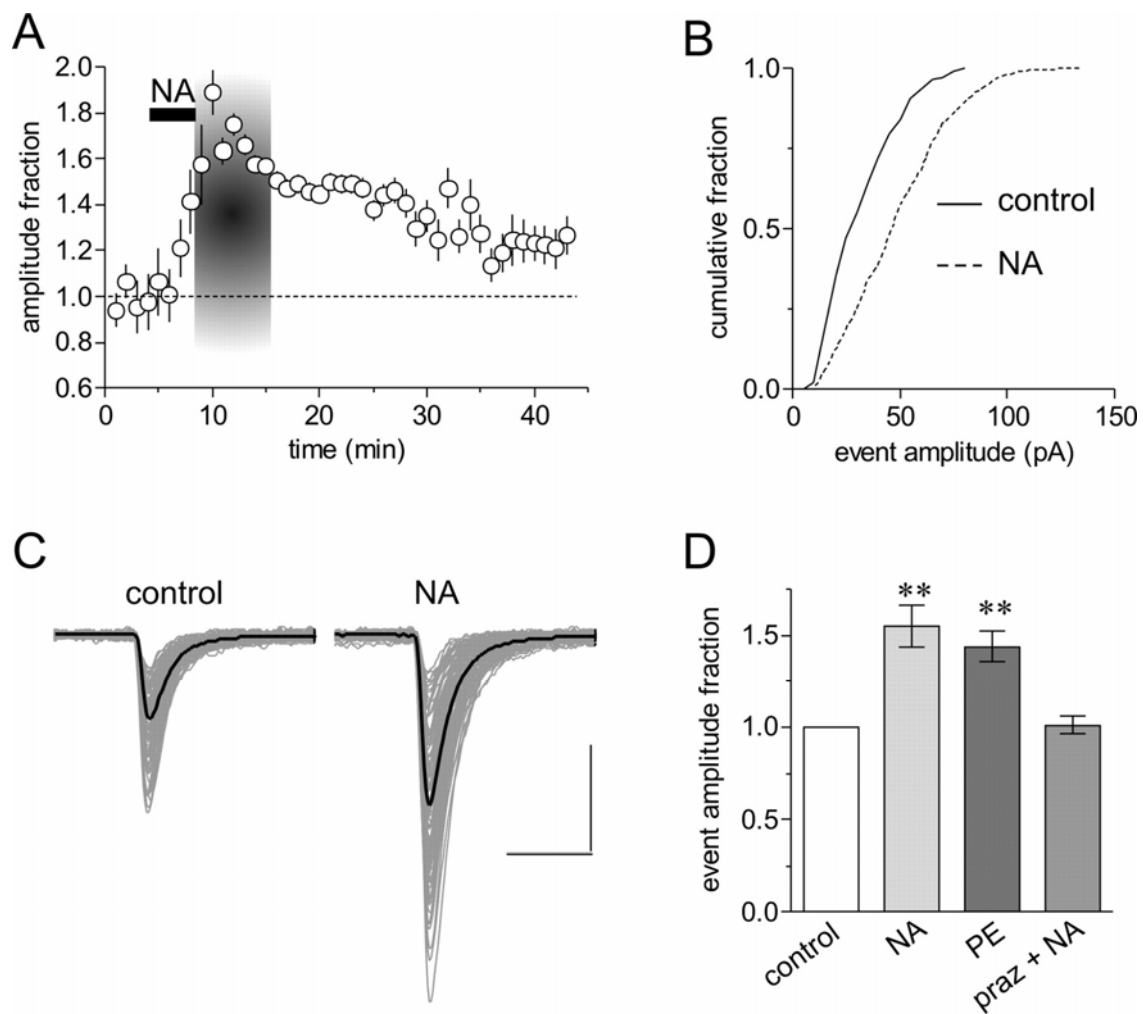 A
NA
amplitude fraction
2.0
1.8
1.6
1.4
1.2
1.0
0.8
0.6
0
10
20
30
40
time (min)
B
cumulative fraction
1.0
0.5
0.0
0
50
100
150
event amplitude (pA)
control
NA
C
control
NA
D
event amplitude fraction
1.5
1.0
0.5
0.0
**
**
control
NA
PE
praz + NA